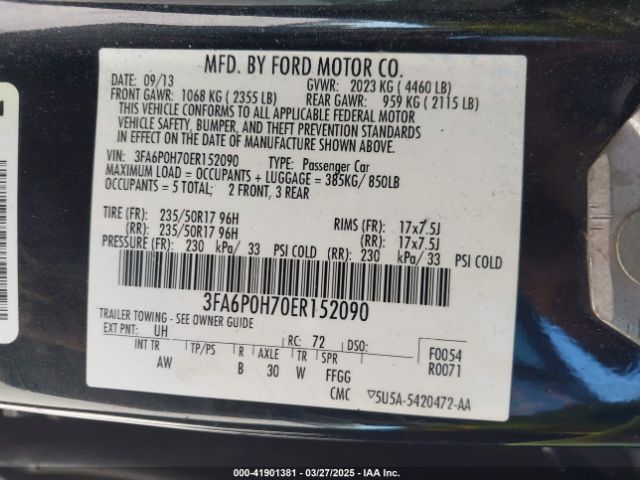 MFD. BY FORD MOTOR CO.
DATE: 09/13 GVWR: 2023 KG ( 4460 LB)
FRONT GAWR: 1068 KG ( 2355 LB) REAR GAWR: 959 KG ( 2115 LB)
THIS VEHICLE CONFORMS TO ALL APPLICABLE FEDERAL MOTOR
VEHICLE SAFETY, BUMPER, AND THEFT PREVENTION STANDARDS
IN EFFECT ON THE DATE OF MANUFACTURE SHOWN ABOVE.
VIN: 3FA6P0H70ER152090 TYPE: Passenger Car
MAXIMUM LOAD = OCCUPANTS + LUGGAGE = 385KG/ 850LB
OCCUPANTS = 5 TOTAL; 2 FRONT, 3 REAR
TIRE (FR): 235/50R17 96H RIMS (FR): 17x7.5J
(RR): 235/50R17 96H (RR): 17x7.5J
PRESSURE (FR): 230 kPa/ 33 PSI COLD (RR): 230 kPa/ 33 PSI COLD
3FA6P0H70ER152090
TRAILER TOWING - SEE OWNER GUIDE
EXT PNT: UH RC: 72 DSO: F0054
INT TR TP/PS R AXLE TR SPR R0071
AW B 30 W FFGG
CMC 5U5A-5420472-AA
© 000-41901381 - 03/27/2025 - IAA Inc.